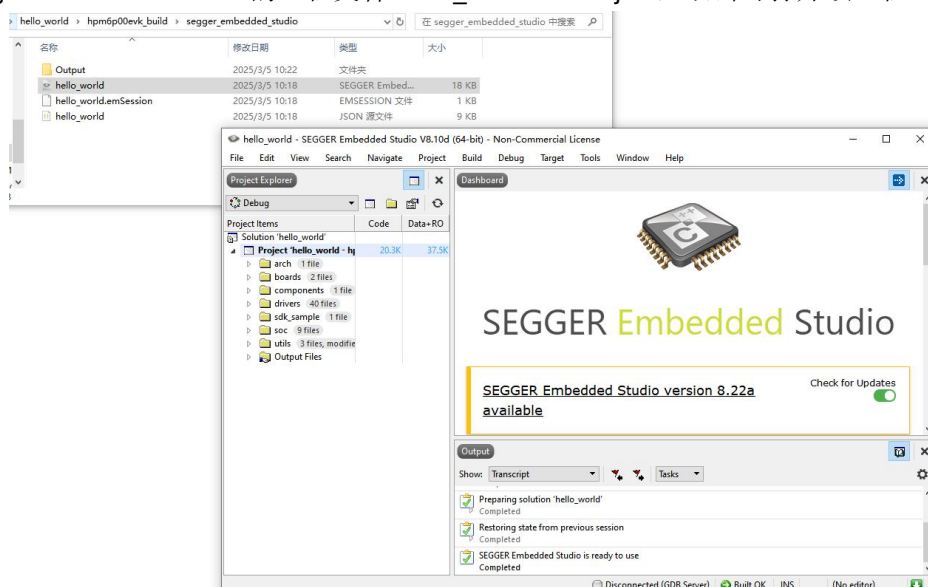 hello_world > hpm6p00evk_build > segger_embedded_studio
在 segger_embedded_studio 中搜索
名称 修改日期 类型 大小
Output 2025/3/5 10:22 文件夹
hello_world 2025/3/5 10:18 SEGGER Embed... 18 KB
hello_world.emSession 2025/3/5 10:18 EMSESSION 文件 1 KB
hello_world 2025/3/5 10:18 JSON 源文件 9 KB
hello_world - SEGGER Embedded Studio V8.10d (64-bit) - Non-Commercial License
File Edit View Search Navigate Project Build Debug Target Tools Window Help
Project Explorer
Debug
Project Items Code Data+RO
Solution 'hello_world'
Project 'hello_world - hp 20.3K 37.5K
arch 1 file
boards 2 files
components 1 file
drivers 40 files
sdk_sample 1 file
soc 9 files
utils 3 files, modifie
Output Files
Dashboard
C
SEGGER Embedded Studio
SEGGER Embedded Studio version 8.22a
available
Check for Updates
Output
Show: Transcript Tasks
Preparing solution 'hello_world'
Completed
Restoring state from previous session
Completed
SEGGER Embedded Studio is ready to use
Completed
Disconnected (GDB Server) Built OK INS (No editor)